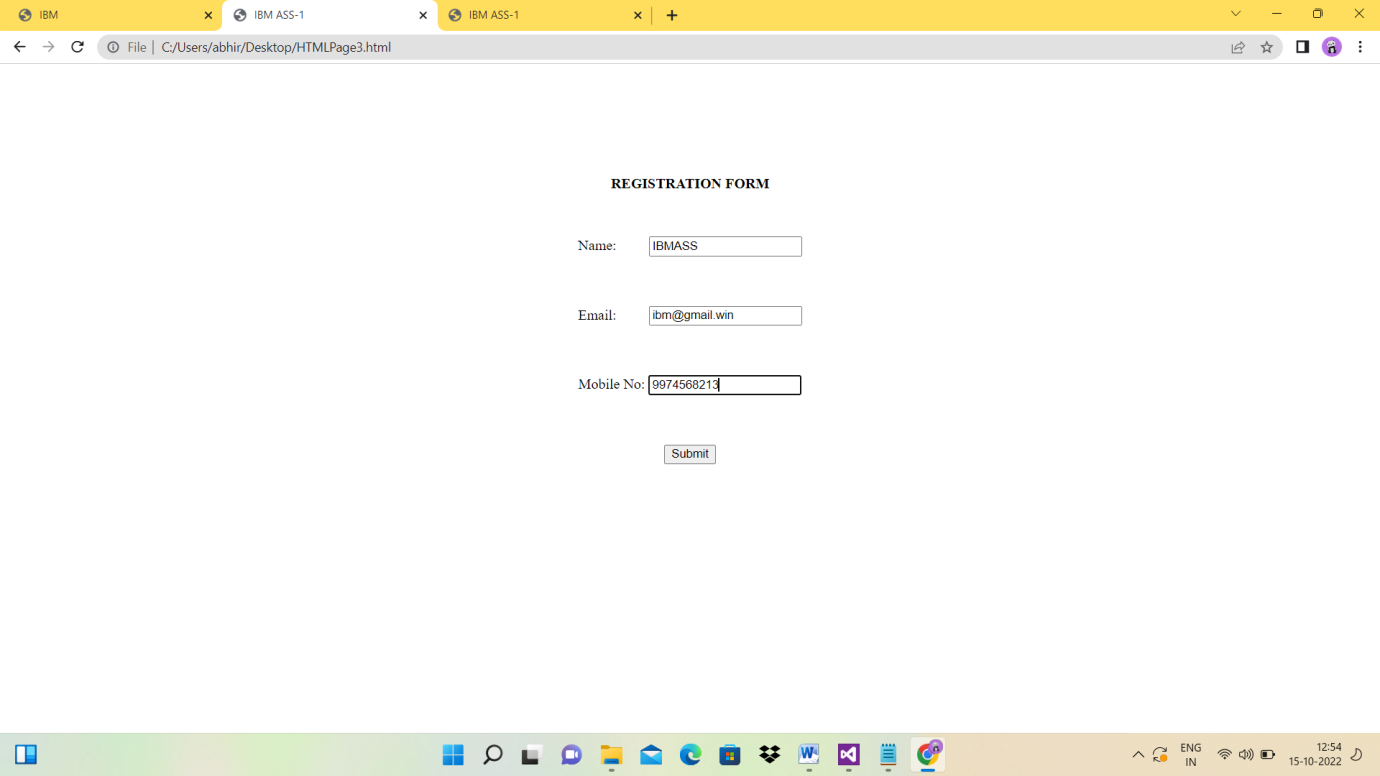 IBM
IBM ASS-1
IBM ASS-1
File | C:/Users/abhir/Desktop/HTMLPage3.html
REGISTRATION FORM
Name: IBMASS
Email: ibm@gmail.win
Mobile No: 9974568213
Submit
ENG
IN
12:54
15-10-2022